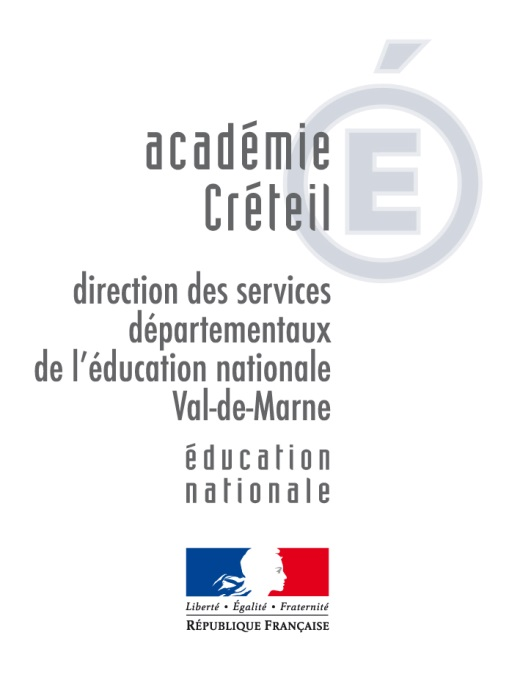 É
académie
Créteil
direction des services
départementaux
de l'éducation nationale
Val-de-Marne
éducation
nationale
Liberté • Égalité • Fraternité
RÉPUBLIQUE FRANÇAISE